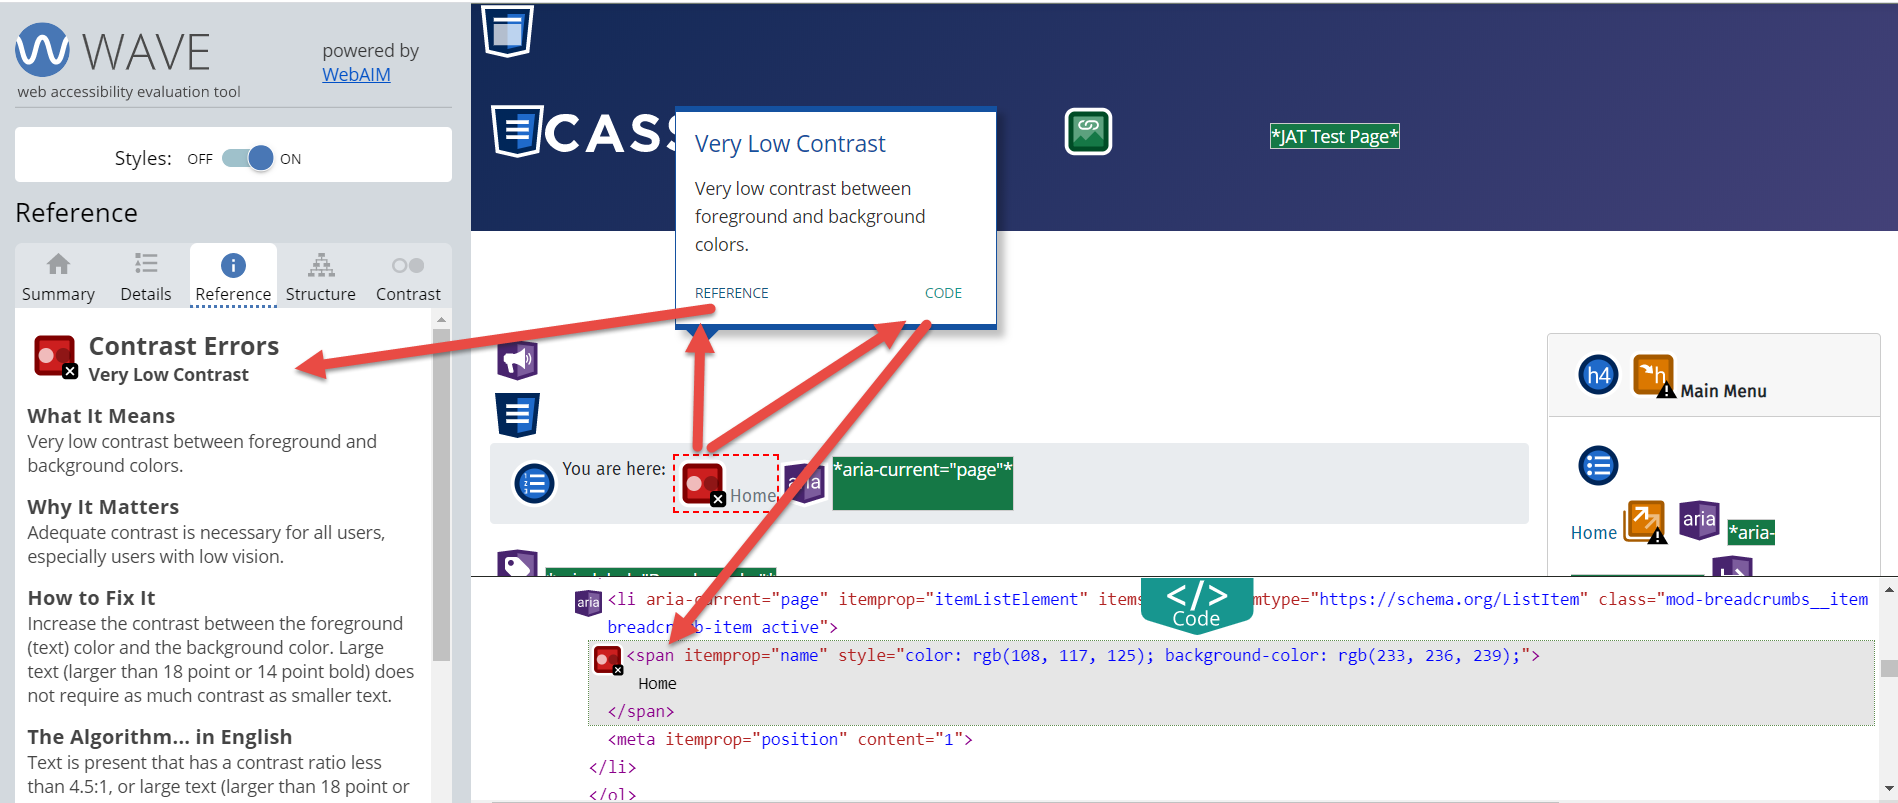 WAVE
web accessibility evaluation tool
powered by
WebAIM
Styles: OFF ON
Reference
Summary Details Reference Structure Contrast
Contrast Errors
Very Low Contrast
What It Means
Very low contrast between foreground and
background colors.
Why It Matters
Adequate contrast is necessary for all users,
especially users with low vision.
How to Fix It
Increase the contrast between the foreground
(text) color and the background color. Large
text (larger than 18 point or 14 point bold) does
not require as much contrast as smaller text.
The Algorithm... in English
Text is present that has a contrast ratio less
than 4.5:1, or large text (larger than 18 point or
CASS
*JAT Test Page*
Very Low Contrast
Very low contrast between
foreground and background
colors.
REFERENCE CODE
You are here: Home aria *aria-current="page"*
h4 h Main Menu
Home aria *aria-
</>
Code
aria <li aria-current="page" itemprop="itemListElement" items mtype="https://schema.org/ListItem" class="mod-breadcrumbs__item
breadcrumb-item active">
<span itemprop="name" style="color: rgb(108, 117, 125); background-color: rgb(233, 236, 239);">
Home
</span>
<meta itemprop="position" content="1">
</li>
</ol>